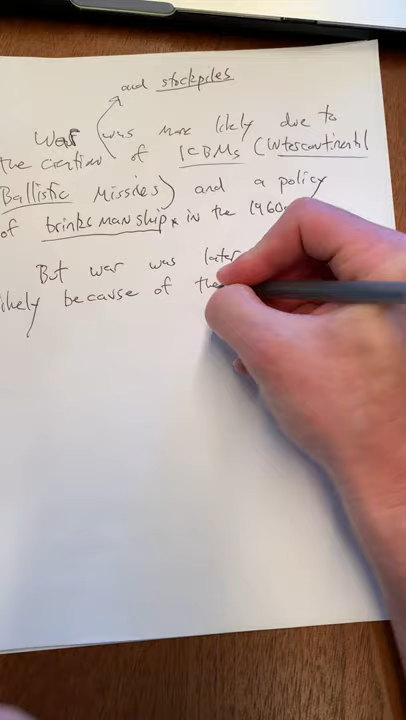 and stockpiles
War was more likely due to
the creation of ICBMs (Intercontinental
Ballistic Missiles) and a policy
of brinksmanship* in the 1960s
But war was later
likely because of the